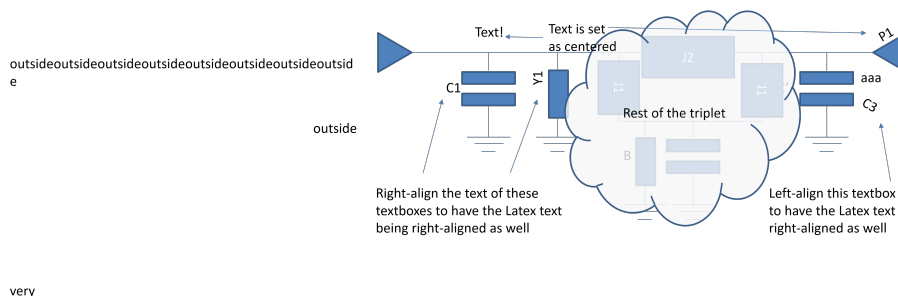 Text!
Text is set
as centered
P1
J2
outsideoutsideoutsideoutsideoutsideoutsideoutsideoutsid
e
C1
Y1
J1
J1
aaa
C3
Rest of the triplet
outside
B
Right-align the text of these
textboxes to have the Latex text
being right-aligned as well
Left-align this textbox
to have the Latex text
right-aligned as well
very